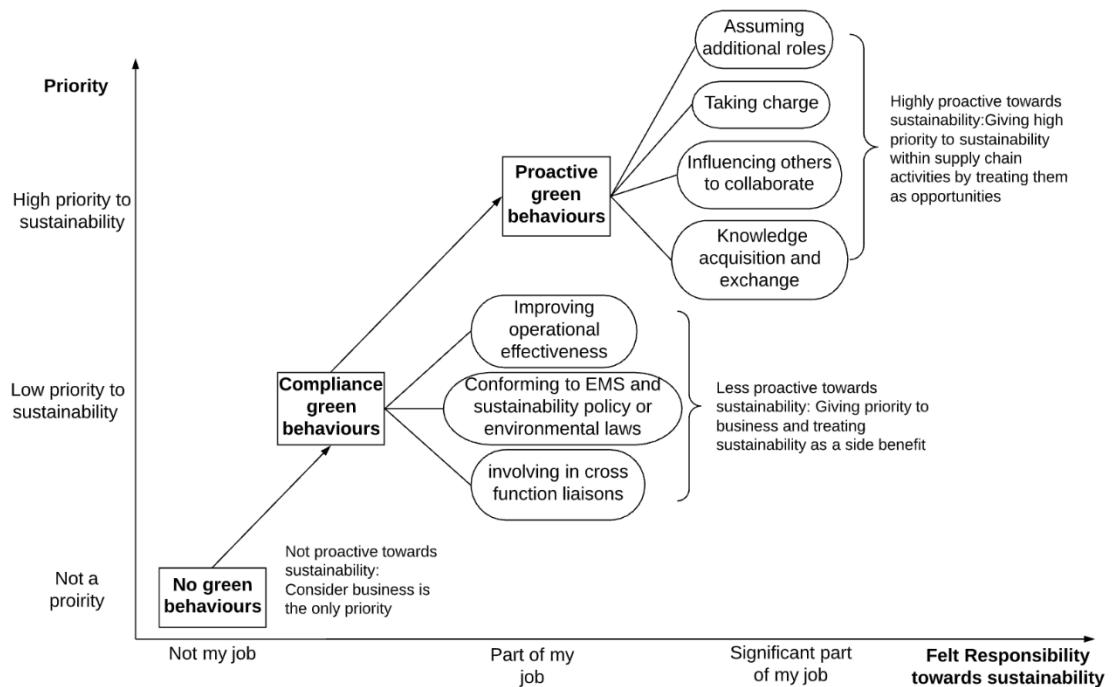 Priority
High priority to
sustainability
Low priority to
sustainability
Not a
proirity
Assuming
additional roles
Taking charge
Influencing others
to collaborate
Knowledge
acquisition and
exchange
Highly proactive towards
sustainability:Giving high
priority to sustainability
within supply chain
activities by treating them
as opportunities
Proactive
green
behaviours
Improving
operational
effectiveness
Conforming to EMS and
sustainability policy or
environmental laws
involving in cross
function liaisons
Less proactive towards
sustainability: Giving priority to
business and treating
sustainability as a side benefit
Compliance
green
behaviours
No green
behaviours
Not proactive towards
sustainability:
Consider business is
the only priority
Not my job
Part of my
job
Significant part
of my job
Felt Responsibility
towards sustainability